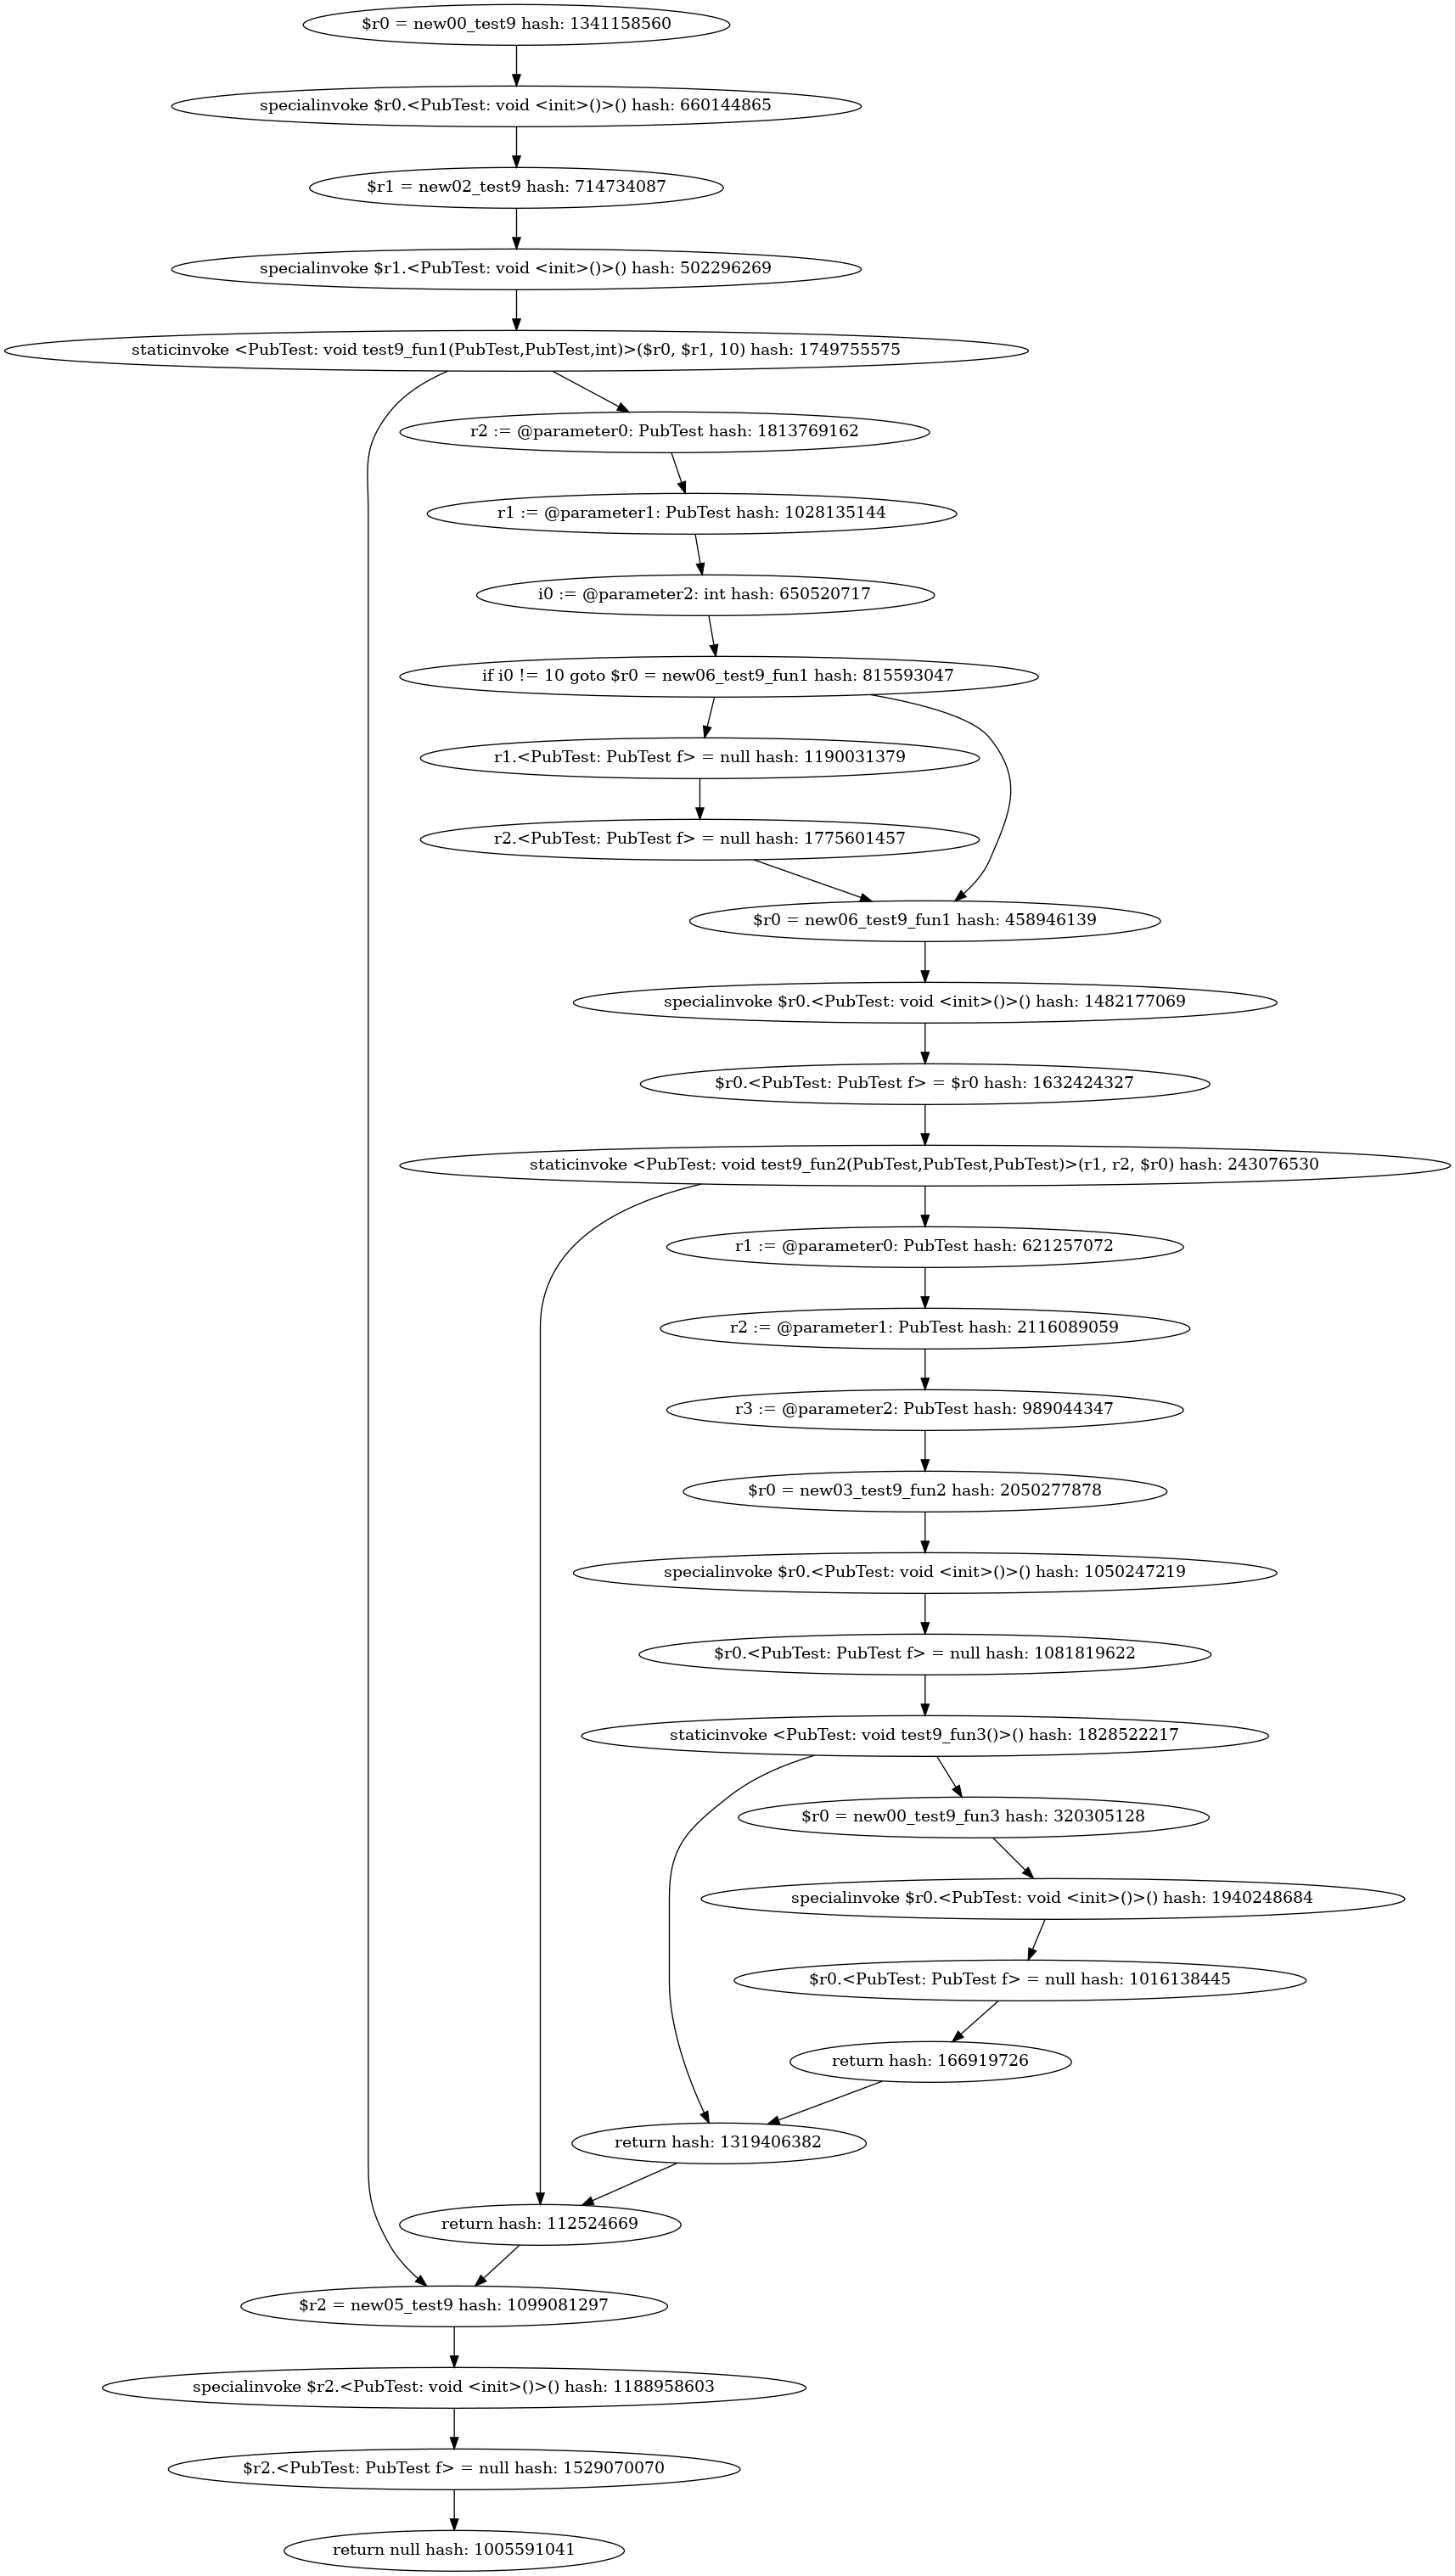 $r0 = new00_test9 hash: 1341158560
specialinvoke $r0.<PubTest: void <init>()>() hash: 660144865
$r1 = new02_test9 hash: 714734087
specialinvoke $r1.<PubTest: void <init>()>() hash: 502296269
staticinvoke <PubTest: void test9_fun1(PubTest,PubTest,int)>($r0, $r1, 10) hash: 1749755575
r2 := @parameter0: PubTest hash: 1813769162
r1 := @parameter1: PubTest hash: 1028135144
i0 := @parameter2: int hash: 650520717
if i0 != 10 goto $r0 = new06_test9_fun1 hash: 815593047
r1.<PubTest: PubTest f> = null hash: 1190031379
r2.<PubTest: PubTest f> = null hash: 1775601457
$r0 = new06_test9_fun1 hash: 458946139
specialinvoke $r0.<PubTest: void <init>()>() hash: 1482177069
$r0.<PubTest: PubTest f> = $r0 hash: 1632424327
staticinvoke <PubTest: void test9_fun2(PubTest,PubTest,PubTest)>(r1, r2, $r0) hash: 243076530
r1 := @parameter0: PubTest hash: 621257072
r2 := @parameter1: PubTest hash: 2116089059
r3 := @parameter2: PubTest hash: 989044347
$r0 = new03_test9_fun2 hash: 2050277878
specialinvoke $r0.<PubTest: void <init>()>() hash: 1050247219
$r0.<PubTest: PubTest f> = null hash: 1081819622
staticinvoke <PubTest: void test9_fun3()>() hash: 1828522217
$r0 = new00_test9_fun3 hash: 320305128
specialinvoke $r0.<PubTest: void <init>()>() hash: 1940248684
$r0.<PubTest: PubTest f> = null hash: 1016138445
return hash: 166919726
return hash: 1319406382
return hash: 112524669
$r2 = new05_test9 hash: 1099081297
specialinvoke $r2.<PubTest: void <init>()>() hash: 1188958603
$r2.<PubTest: PubTest f> = null hash: 1529070070
return null hash: 1005591041